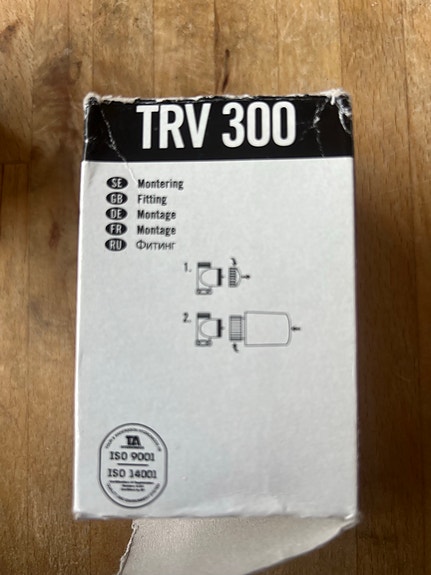 TRV 300
SE Montering
GB Fitting
DE Montage
FR Montage
RU Фитинг
1.
2.
TA
ISO 9001
ISO 14001